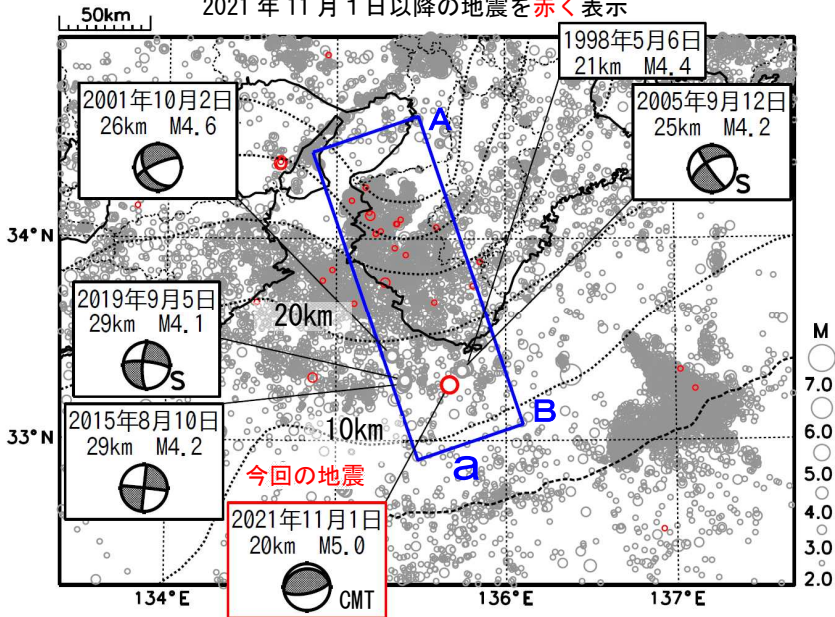 2021年11月1日以降の地震を赤く表示
50km
1998年5月6日
21km M4.4
2001年10月2日
26km M4.6
2005年9月12日
25km M4.2
S
A
34°N
2019年9月5日
29km M4.1
S
20km
2015年8月10日
29km M4.2
33°N
10km
B
a
今回の地震
2021年11月1日
20km M5.0
CMT
M
7.0
6.0
5.0
4.0
3.0
2.0
134°E
136°E
137°E